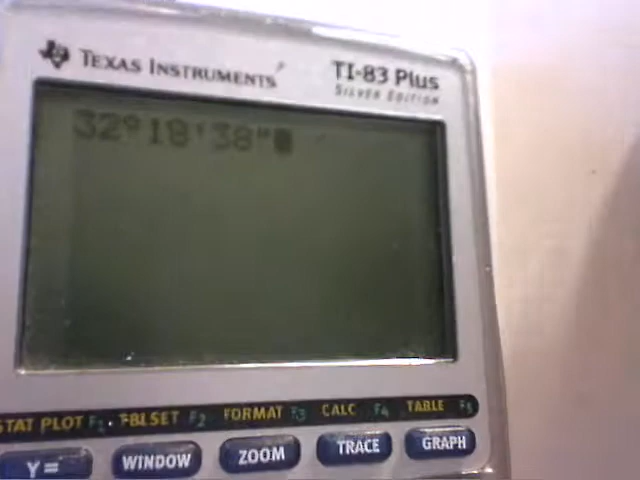 TEXAS INSTRUMENTS
TI-83 Plus
SILVER EDITION
32°18'38"
STAT PLOT F1 TBLSET F2 FORMAT F3 CALC F4 TABLE F5
Y= WINDOW ZOOM TRACE GRAPH